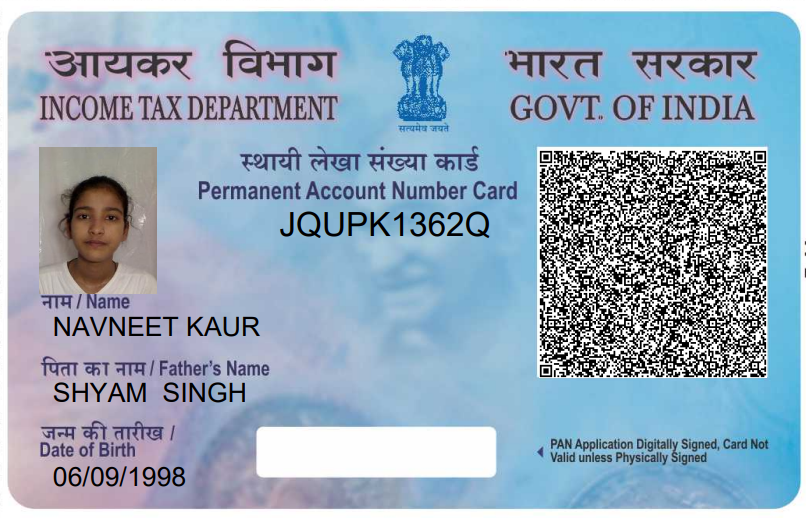 आयकर विभाग
INCOME TAX DEPARTMENT
सत्यमेव जयते
भारत सरकार
GOVT. OF INDIA
स्थायी लेखा संख्या कार्ड
Permanent Account Number Card
JQUPK1362Q
नाम / Name
NAVNEET KAUR
पिता का नाम / Father's Name
SHYAM SINGH
जन्म की तारीख /
Date of Birth
06/09/1998
PAN Application Digitally Signed, Card Not
Valid unless Physically Signed